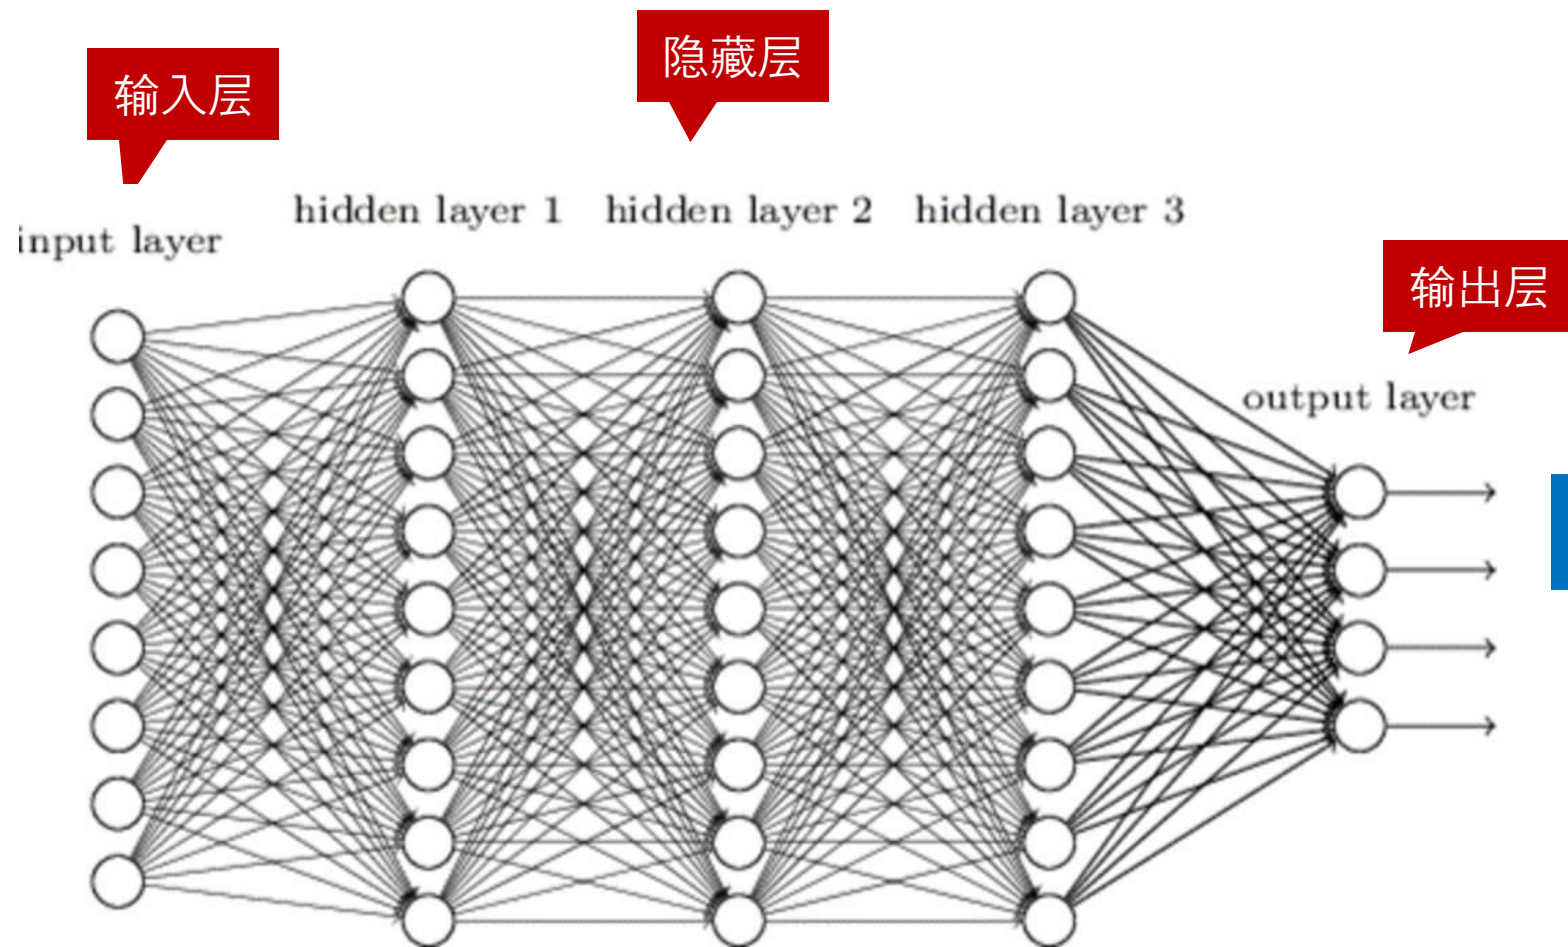 输入层
隐藏层
input layer
hidden layer 1
hidden layer 2
hidden layer 3
输出层
output layer